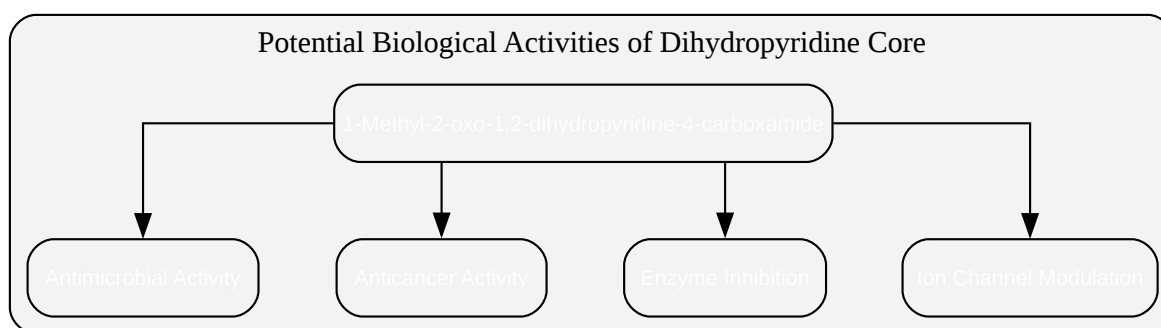 Potential Biological Activities of Dihydropyridine Core
1-Methyl-2-oxo-1,2-dihydropyridine-4-carboxamide
Antimicrobial Activity
Anticancer Activity
Enzyme Inhibition
Ion Channel Modulation